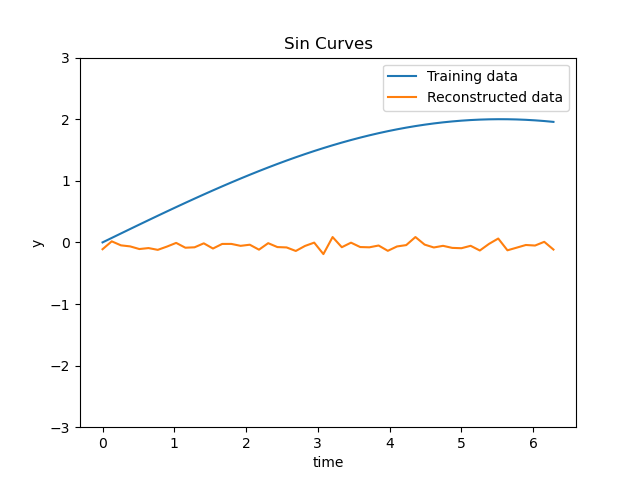 Sin Curves
Training data
Reconstructed data
3
2
1
0
−1
−2
−3
y
0 1 2 3 4 5 6
time